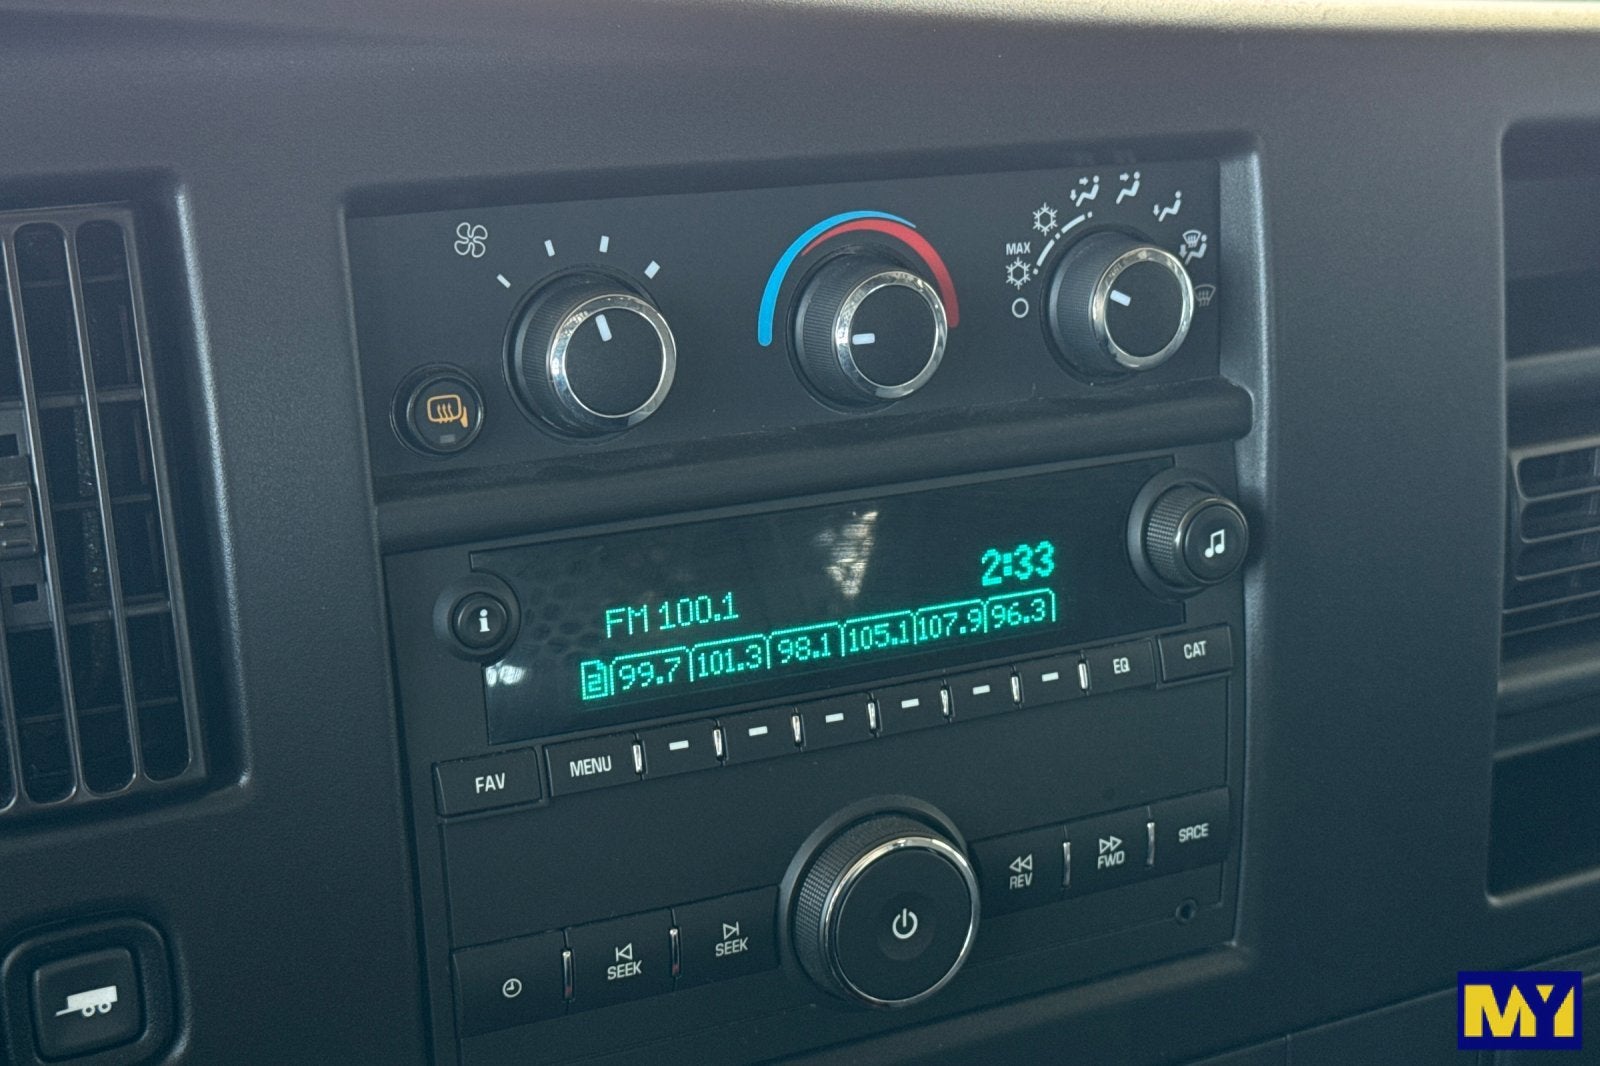 MAX
2:33
FM 100.1
i
2 99.7 101.3 98.1 105.1 107.9 96.3
FAV MENU EQ CAT
SEEK SEEK REV FWD SRCE
MY